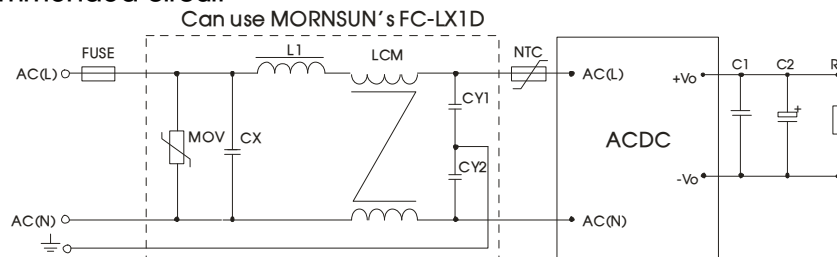 Can use MORNSUN's FC-LX1D
FUSE
L1
LCM
NTC
AC(L)
AC(L)
+Vo
C1
C2
R
CY1
MOV
CX
ACDC
CY2
-Vo
AC(N)
AC(N)